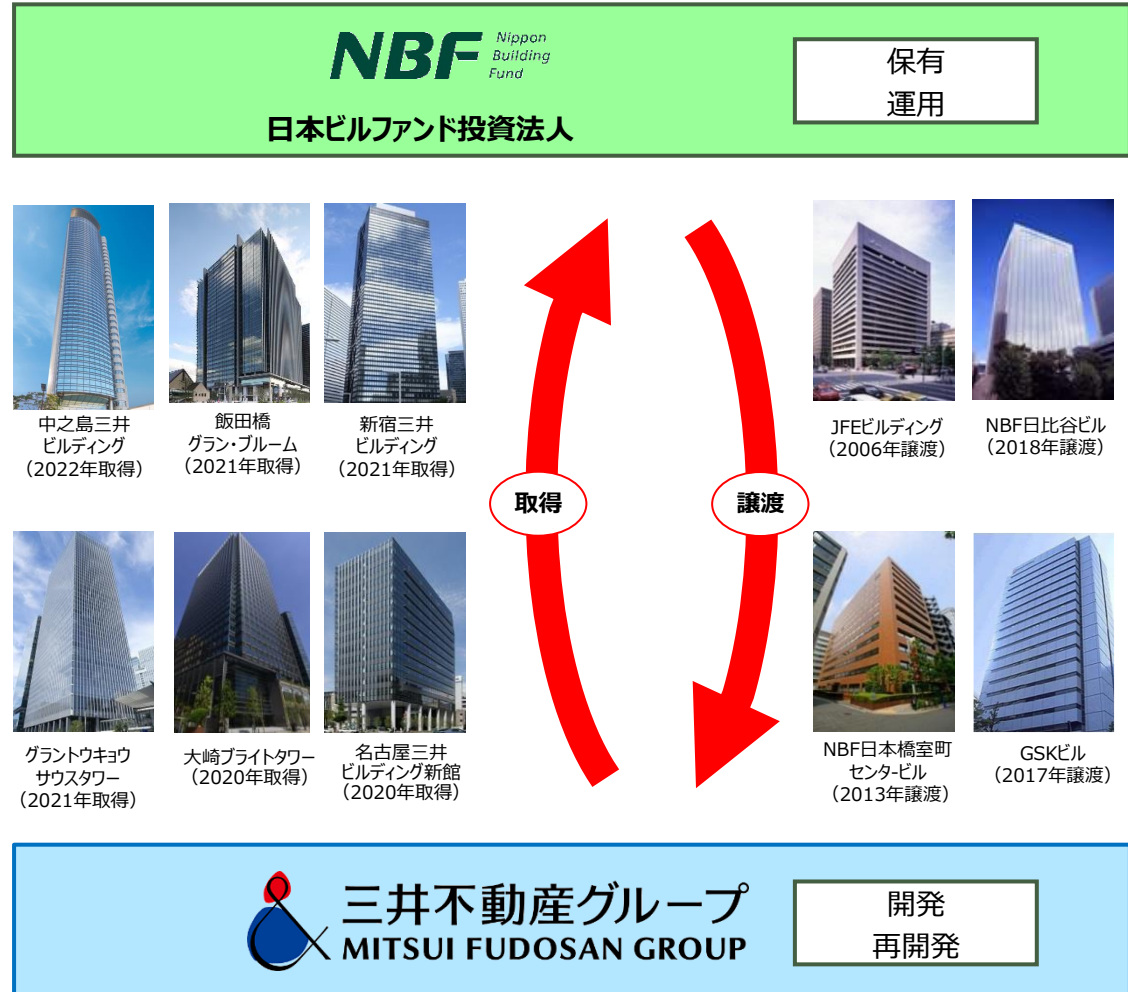 NBF Nippon
Building
Fund
日本ビルファンド投資法人
保有
運用
中之島三井
ビルディング
（2022年取得）
飯田橋
グラン・ブルーム
（2021年取得）
新宿三井
ビルディング
（2021年取得）
JFEビルディング
（2006年譲渡）
NBF日比谷ビル
（2018年譲渡）
取得
譲渡
グラントウキョウ
サウスタワー
（2021年取得）
大崎ブライトタワー
（2020年取得）
名古屋三井
ビルディング新館
（2020年取得）
NBF日本橋室町
センタービル
（2013年譲渡）
GSKビル
（2017年譲渡）
三井不動産グループ
MITSUI FUDOSAN GROUP
開発
再開発